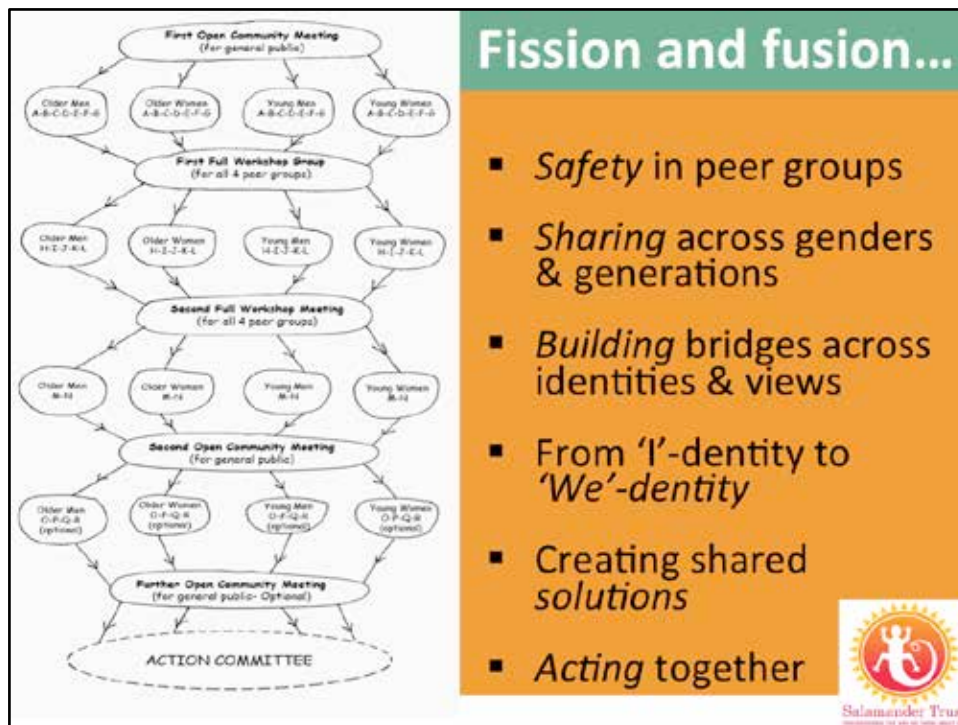 First Open Community Meeting
(for general public)
Older Men
A-B-C-D-E-F-G
Older Women
A-B-C-D-E-F-G
Young Men
A-B-C-D-E-F-G
Young Women
A-B-C-D-E-F-G
First Full Workshop Group
(for all 4 peer groups)
Older Men
H-I-J-K-L
Older Women
H-I-J-K-L
Young Men
H-I-J-K-L
Young Women
H-I-J-K-L
Second Full Workshop Meeting
(for all 4 peer groups)
Older Men
M-N
Older Women
M-N
Young Men
M-N
Young Women
M-N
Second Open Community Meeting
(for general public)
Older Men
O-P-Q-R
(optional)
Older Women
O-P-Q-R
(optional)
Young Men
O-P-Q-R
(optional)
Young Women
O-P-Q-R
(optional)
Further Open Community Meeting
(for general public- Optional)
ACTION COMMITTEE
Fission and fusion...
▪ Safety in peer groups
▪ Sharing across genders
& generations
▪ Building bridges across
identities & views
▪ From ‘I’-dentity to
‘We’-dentity
▪ Creating shared
solutions
▪ Acting together
Salamander Trus